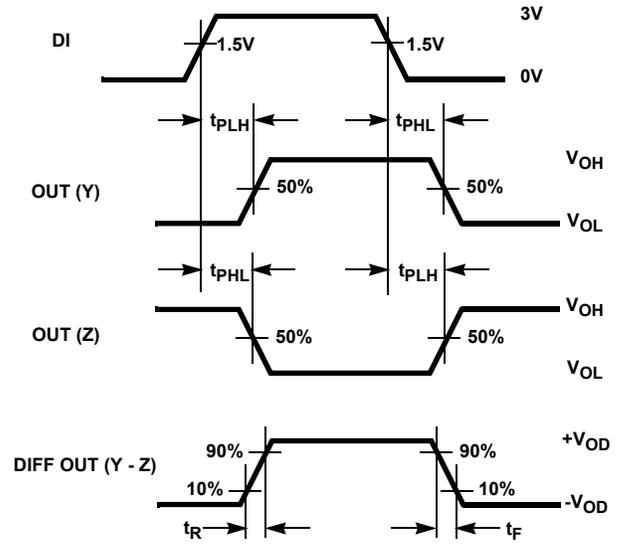 3V
DI
1.5V
1.5V
0V
tPLH
tPHL
VOH
OUT (Y)
50%
50%
VOL
tPHL
tPLH
VOH
OUT (Z)
50%
50%
VOL
+VOD
DIFF OUT (Y - Z)
90%
90%
10%
10%
-VOD
tR
tF